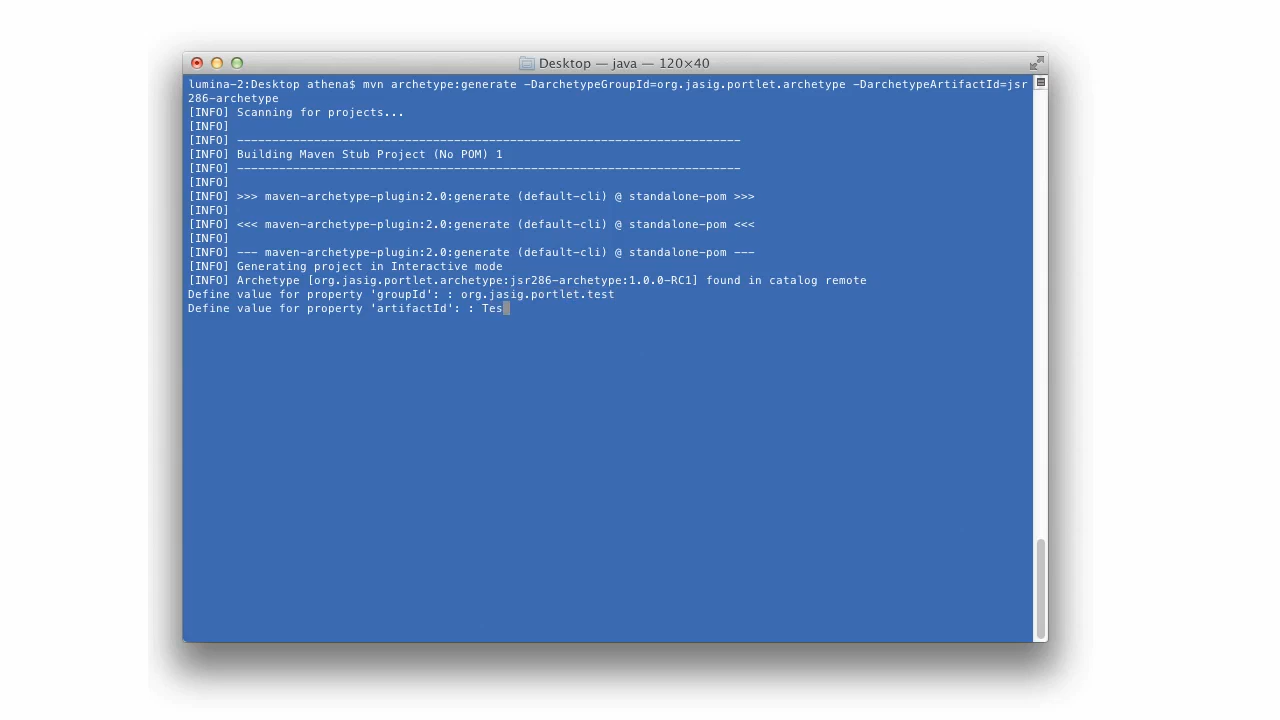 Desktop — java — 120×40
lumina-2:Desktop athena$ mvn archetype:generate -DarchetypeGroupId=org.jasig.portlet.archetype -DarchetypeArtifactId=jsr
286-archetype
[INFO] Scanning for projects...
[INFO]
[INFO] ------------------------------------------------------------------------
[INFO] Building Maven Stub Project (No POM) 1
[INFO] ------------------------------------------------------------------------
[INFO]
[INFO] >>> maven-archetype-plugin:2.0:generate (default-cli) @ standalone-pom >>>
[INFO]
[INFO] <<< maven-archetype-plugin:2.0:generate (default-cli) @ standalone-pom <<<
[INFO]
[INFO] --- maven-archetype-plugin:2.0:generate (default-cli) @ standalone-pom ---
[INFO] Generating project in Interactive mode
[INFO] Archetype [org.jasig.portlet.archetype:jsr286-archetype:1.0.0-RC1] found in catalog remote
Define value for property 'groupId': : org.jasig.portlet.test
Define value for property 'artifactId': : Tes